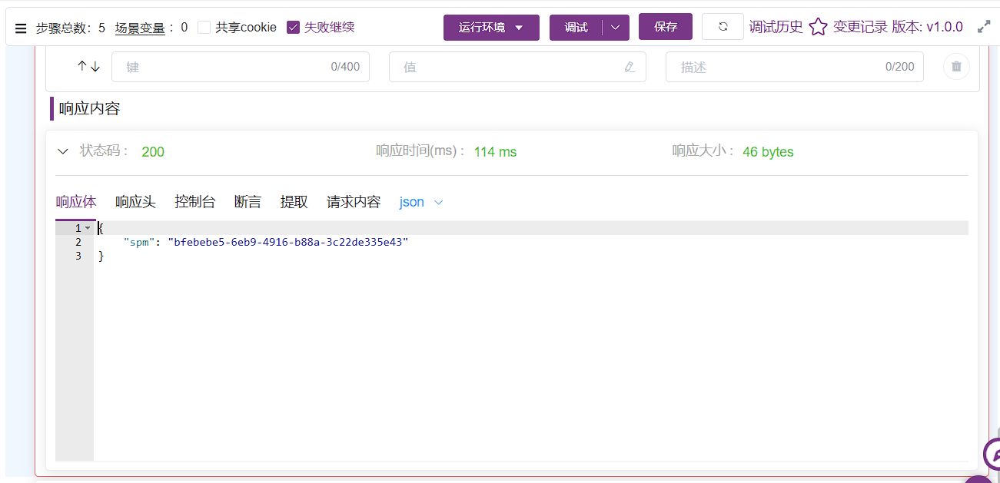 步骤总数: 5 场景变量 : 0 共享cookie 失败继续 运行环境 调试 保存 调试历史 变更记录 版本: v1.0.0
键 0/400 值 描述 0/200
响应内容
状态码 : 200 响应时间(ms) : 114 ms 响应大小 : 46 bytes
响应体 响应头 控制台 断言 提取 请求内容 json
1 {
2 "spm": "bfebebe5-6eb9-4916-b88a-3c22de335e43"
3 }